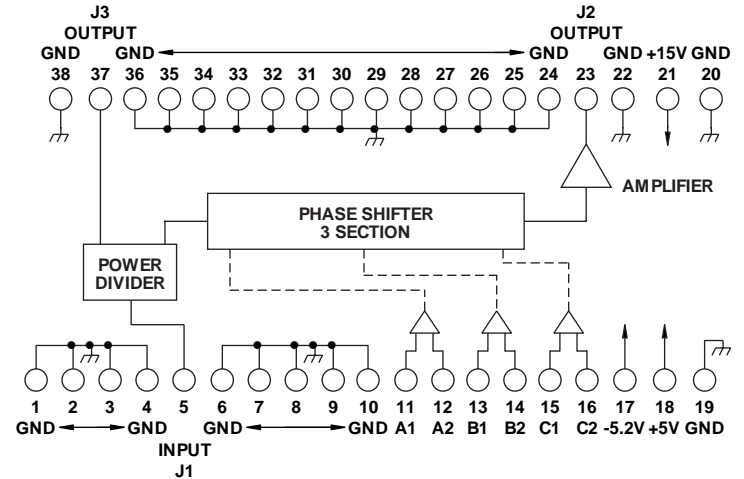 J3
J2
OUTPUT
OUTPUT
GND GND GND GND +15V GND
38 37 36 35 34 33 32 31 30 29 28 27 26 25 24 23 22 21 20
AMPLIFIER
PHASE SHIFTER
3 SECTION
POWER
DIVIDER
1 2 3 4 5 6 7 8 9 10 11 12 13 14 15 16 17 18 19
GND GND GND GND A1 A2 B1 B2 C1 C2 -5.2V +5V GND
INPUT
J1